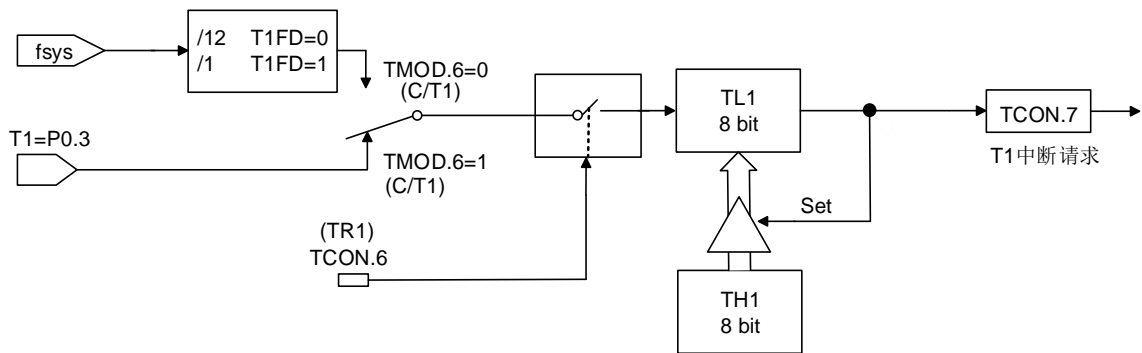 fsys
/12 T1FD=0
/1 T1FD=1
TMOD.6=0
(C/T1)
T1=P0.3
TMOD.6=1
(C/T1)
(TR1)
TCON.6
TL1
8 bit
TCON.7
T1中断请求
Set
TH1
8 bit